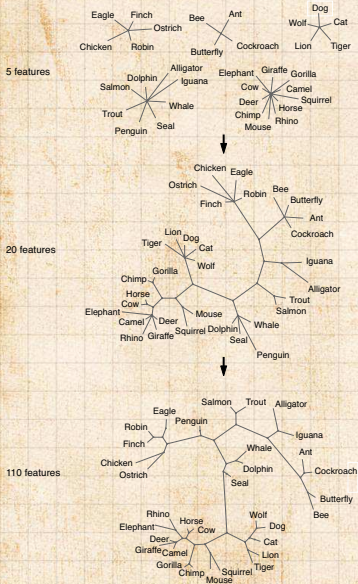 Eagle Finch Ostrich Chicken Robin
Bee Ant Butterfly Cockroach
Dog Wolf Cat Lion Tiger
5 features
Alligator Dolphin Iguana Salmon Whale Trout Seal Penguin
Elephant Giraffe Gorilla Cow Camel Deer Squirrel Chimp Horse Rhino Mouse
Chicken Eagle Ostrich Robin Finch
Bee Butterfly Ant Cockroach
20 features
Lion Dog Tiger Cat Wolf
Iguana Alligator
Chimp Gorilla Horse Cow Elephant Camel Deer Rhino Giraffe
Mouse Squirrel
Trout Salmon
Dolphin Whale Seal Penguin
Salmon Trout Alligator Iguana
Eagle Penguin Robin Finch Chicken Ostrich
110 features
Whale Dolphin Seal
Ant Cockroach Butterfly Bee
Rhino Horse Elephant Cow Deer Giraffe Camel Gorilla Chimp
Wolf Dog Cat Lion Tiger
Squirrel Mouse